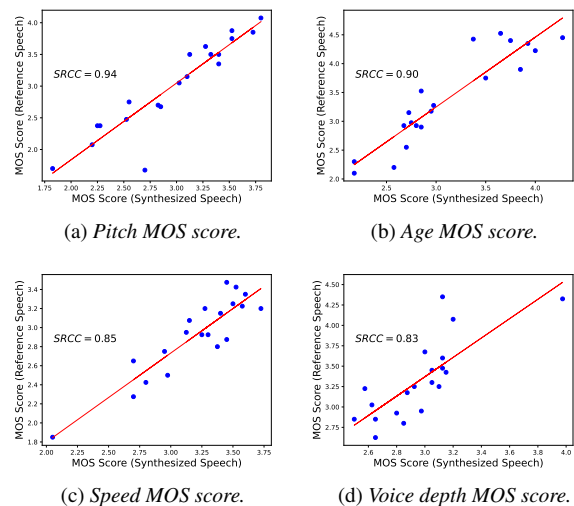 4.0
3.5
3.0
2.5
2.0
MOS Score (Reference Speech)
SRCC = 0.94
1.75 2.00 2.25 2.50 2.75 3.00 3.25 3.50 3.75
MOS Score (Synthesized Speech)
(a) Pitch MOS score.
4.5
4.0
3.5
3.0
2.5
2.0
MOS Score (Reference Speech)
SRCC = 0.90
2.5 3.0 3.5 4.0
MOS Score (Synthesized Speech)
(b) Age MOS score.
3.4
3.2
3.0
2.8
2.6
2.4
2.2
2.0
1.8
MOS Score (Reference Speech)
SRCC = 0.85
2.00 2.25 2.50 2.75 3.00 3.25 3.50 3.75
MOS Score (Synthesized Speech)
(c) Speed MOS score.
4.50
4.25
4.00
3.75
3.50
3.25
3.00
2.75
MOS Score (Reference Speech)
SRCC = 0.83
2.6 2.8 3.0 3.2 3.4 3.6 3.8 4.0
MOS Score (Synthesized Speech)
(d) Voice depth MOS score.